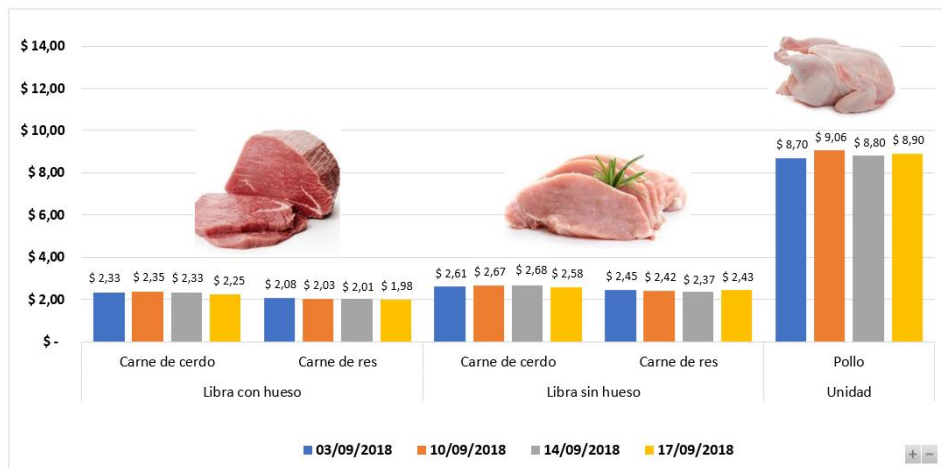 $ 14,00
$ 12,00
$ 10,00
$ 8,00
$ 6,00
$ 4,00
$ 2,00
$ -
$ 2,33 $ 2,35 $ 2,33 $ 2,25
$ 2,08 $ 2,03 $ 2,01 $ 1,98
$ 2,61 $ 2,67 $ 2,68 $ 2,58
$ 2,45 $ 2,42 $ 2,37 $ 2,43
$ 8,70 $ 9,06 $ 8,80 $ 8,90
Carne de cerdo Carne de res Carne de cerdo Carne de res Pollo
Libra con hueso Libra sin hueso Unidad
03/09/2018 10/09/2018 14/09/2018 17/09/2018
+ −